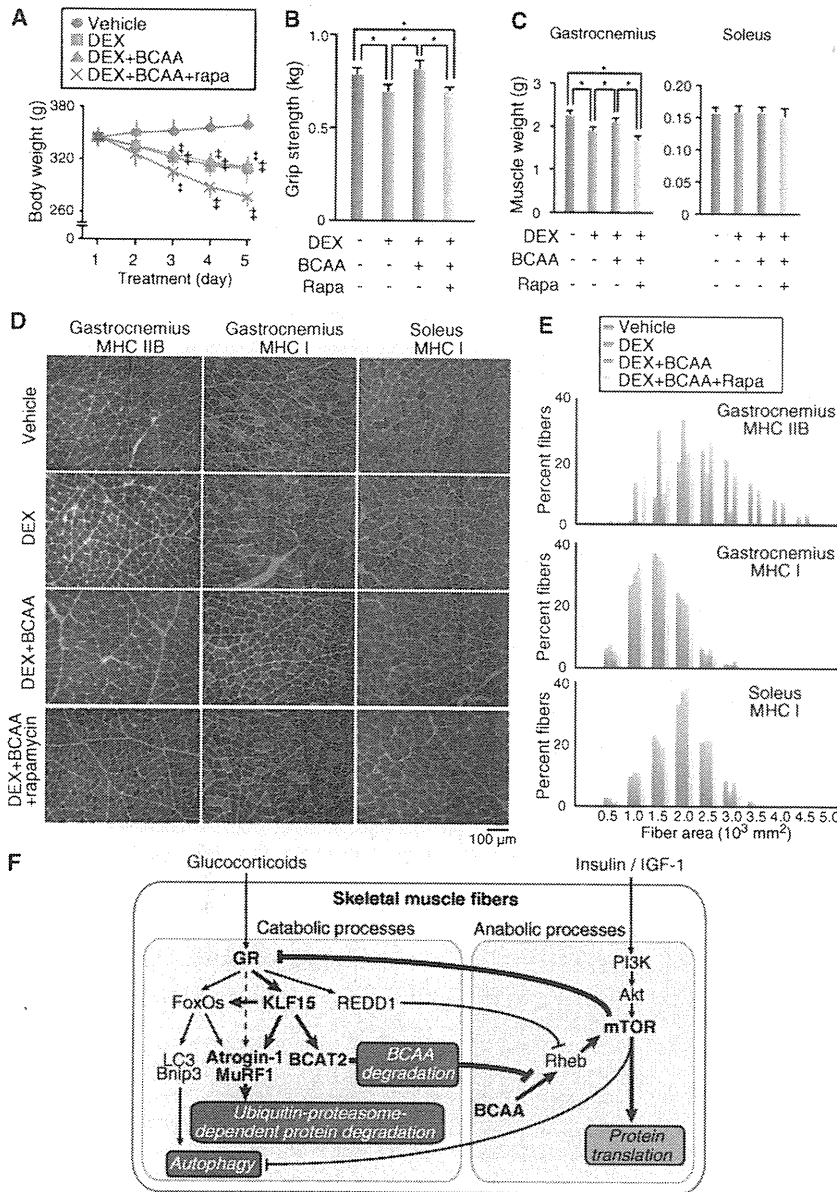 A
Vehicle
DEX
DEX+BCAA
DEX+BCAA+rapa
Body weight (g)
380
320
260
0
1 2 3 4 5
Treatment (day)
‡ ‡ ‡
‡ ‡ ‡
B
Grip strength (kg)
1.0
0.5
0
* * * *
DEX - + + +
BCAA + +
Rapa - - - +
C
Gastrocnemius
Soleus
Muscle weight (g)
3
2
1
0
* * * *
0.15
0.20
0.15
0.10
0.05
0
DEX - + + + - + + +
BCAA - - + + - - + +
Rapa - - - + - - - +
D
Gastrocnemius MHC IIB
Gastrocnemius MHC I
Soleus MHC I
Vehicle
DEX
DEX+BCAA
DEX+BCAA +rapamycin
100 µm
E
Vehicle
DEX
DEX+BCAA
DEX+BCAA+Rapa
Percent fibers
40
20
0
Gastrocnemius MHC IIB
Percent fibers
40
20
0
Gastrocnemius MHC I
Percent fibers
40
20
0
Soleus MHC I
0.5 1.0 1.5 2.0 2.5 3.0 3.5 4.0 4.5 5.0
Fiber area (10³ mm²)
F
Glucocorticoids
Insulin / IGF-1
Skeletal muscle fibers
Catabolic processes
Anabolic processes
GR
PI3K
Akt
FoxOs
KLF15
REDD1
mTOR
LC3
Bnip3
Atrogin-1
MuRF1
BCAT2
BCAA degradation
Rheb
BCAA
Ubiquitin-proteasome-dependent protein degradation
Autophagy
Protein translation